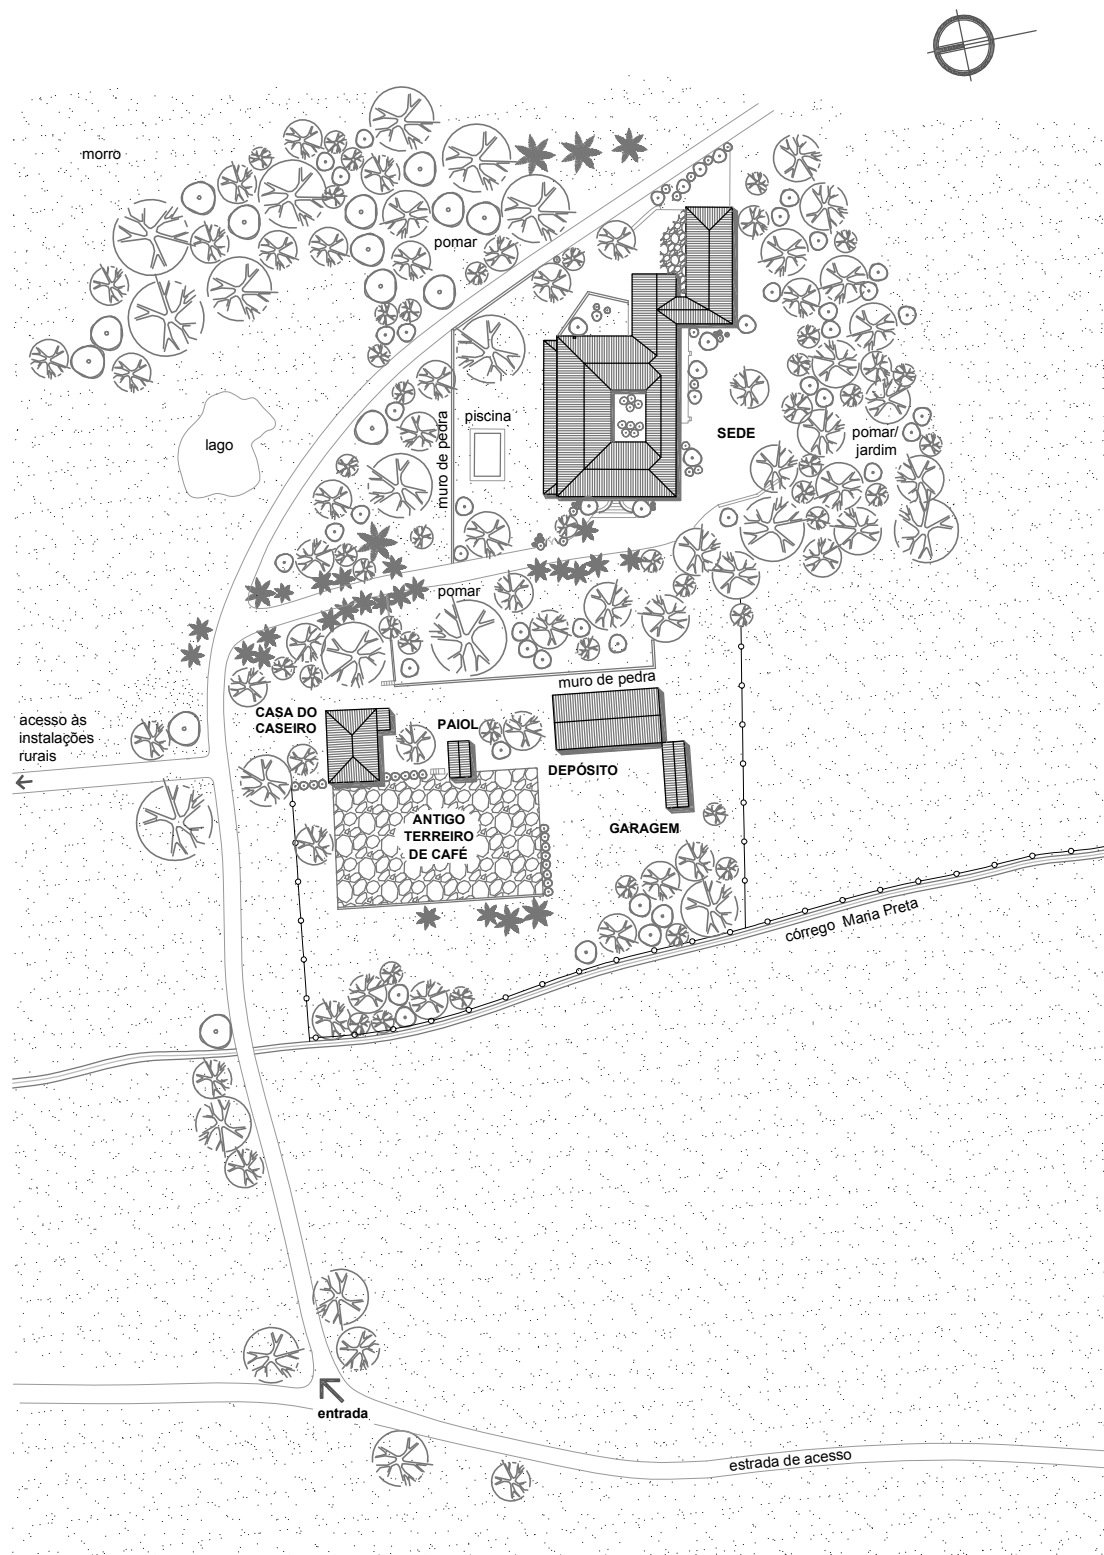 morro
pomar
piscina
muro de pedra
SEDE
pomar/
jardim
lago
pomar
muro de pedra
CASA DO
CASEIRO
PAIOL
acesso às
instalações
rurais
DEPÓSITO
ANTIGO
TERREIRO
DE CAFÉ
GARAGEM
córrego Maria Preta
entrada
estrada de acesso